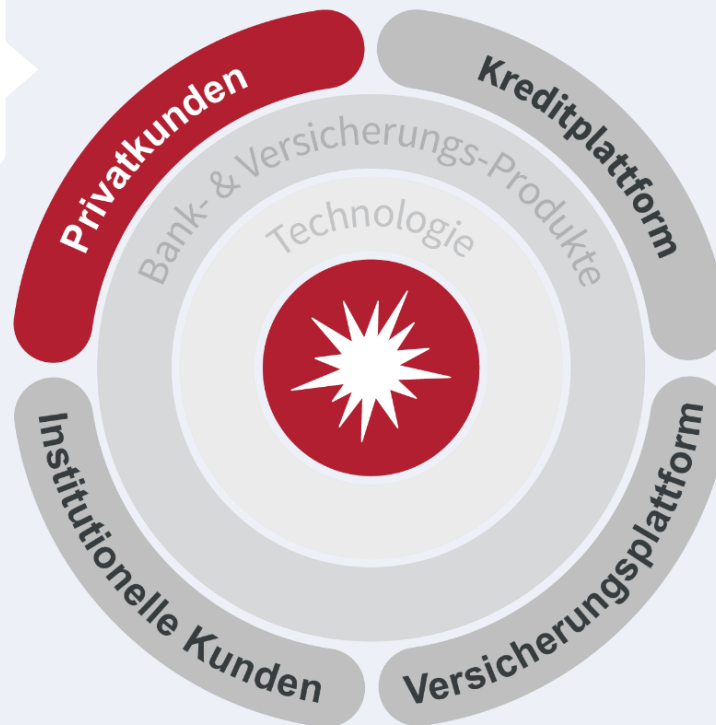 Privatkunden
Kreditplattform
Bank- & Versicherungs-Produkte
Technologie
Institutionelle Kunden
Versicherungsplattform